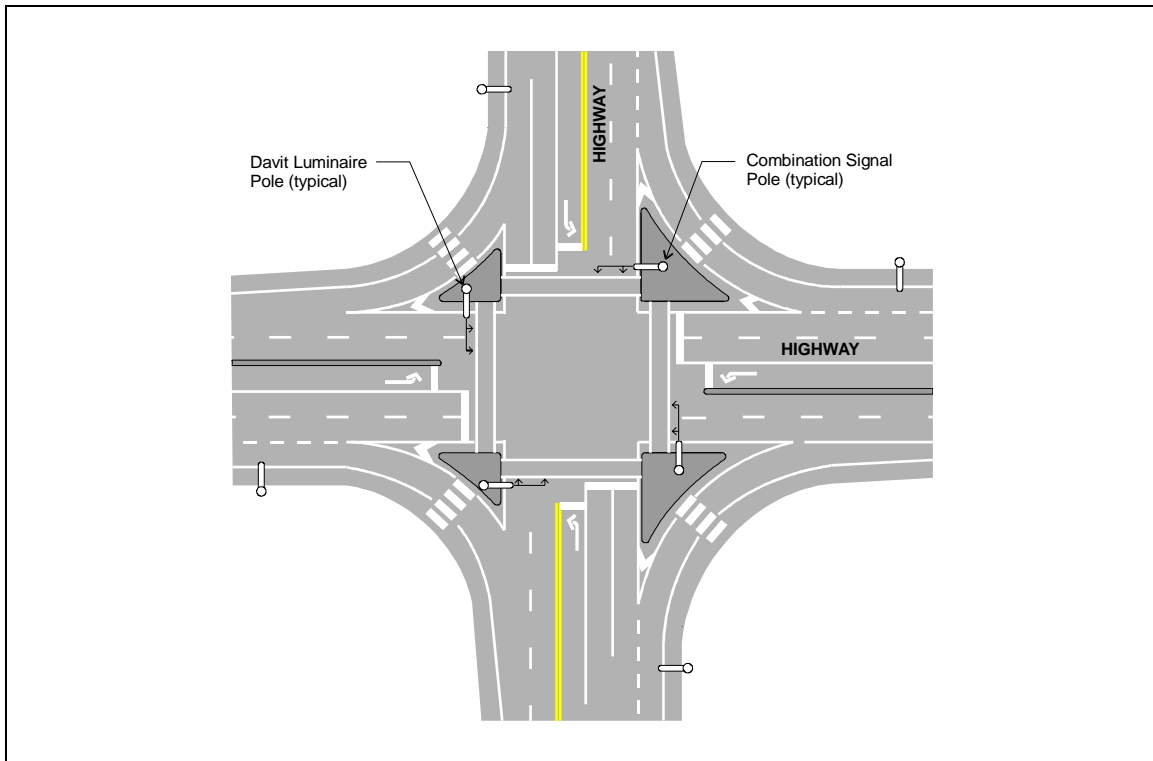 HIGHWAY
Davit Luminaire
Pole (typical)
Combination Signal
Pole (typical)
HIGHWAY